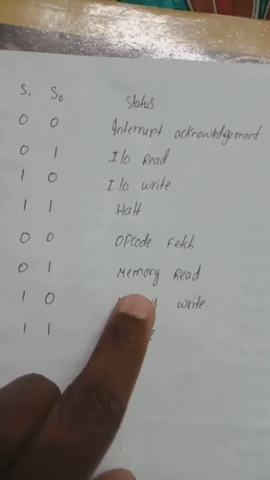 S₁ S₀ Status
0 0 Interrupt acknowledgement
0 1 I/o Read
1 0 I/o write
1 1 Halt
0 0 OPcode Fetch
0 1 Memory Read
1 0 write
1 1